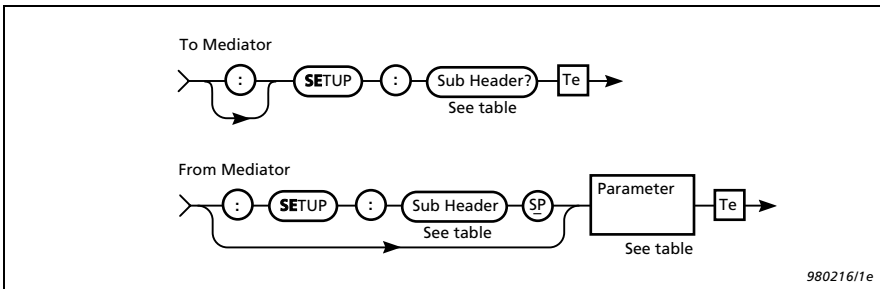 To Mediator
: SETUP : Sub Header? Te
See table
From Mediator
: SETUP : Sub Header SP Parameter Te
See table
See table
980216/1e